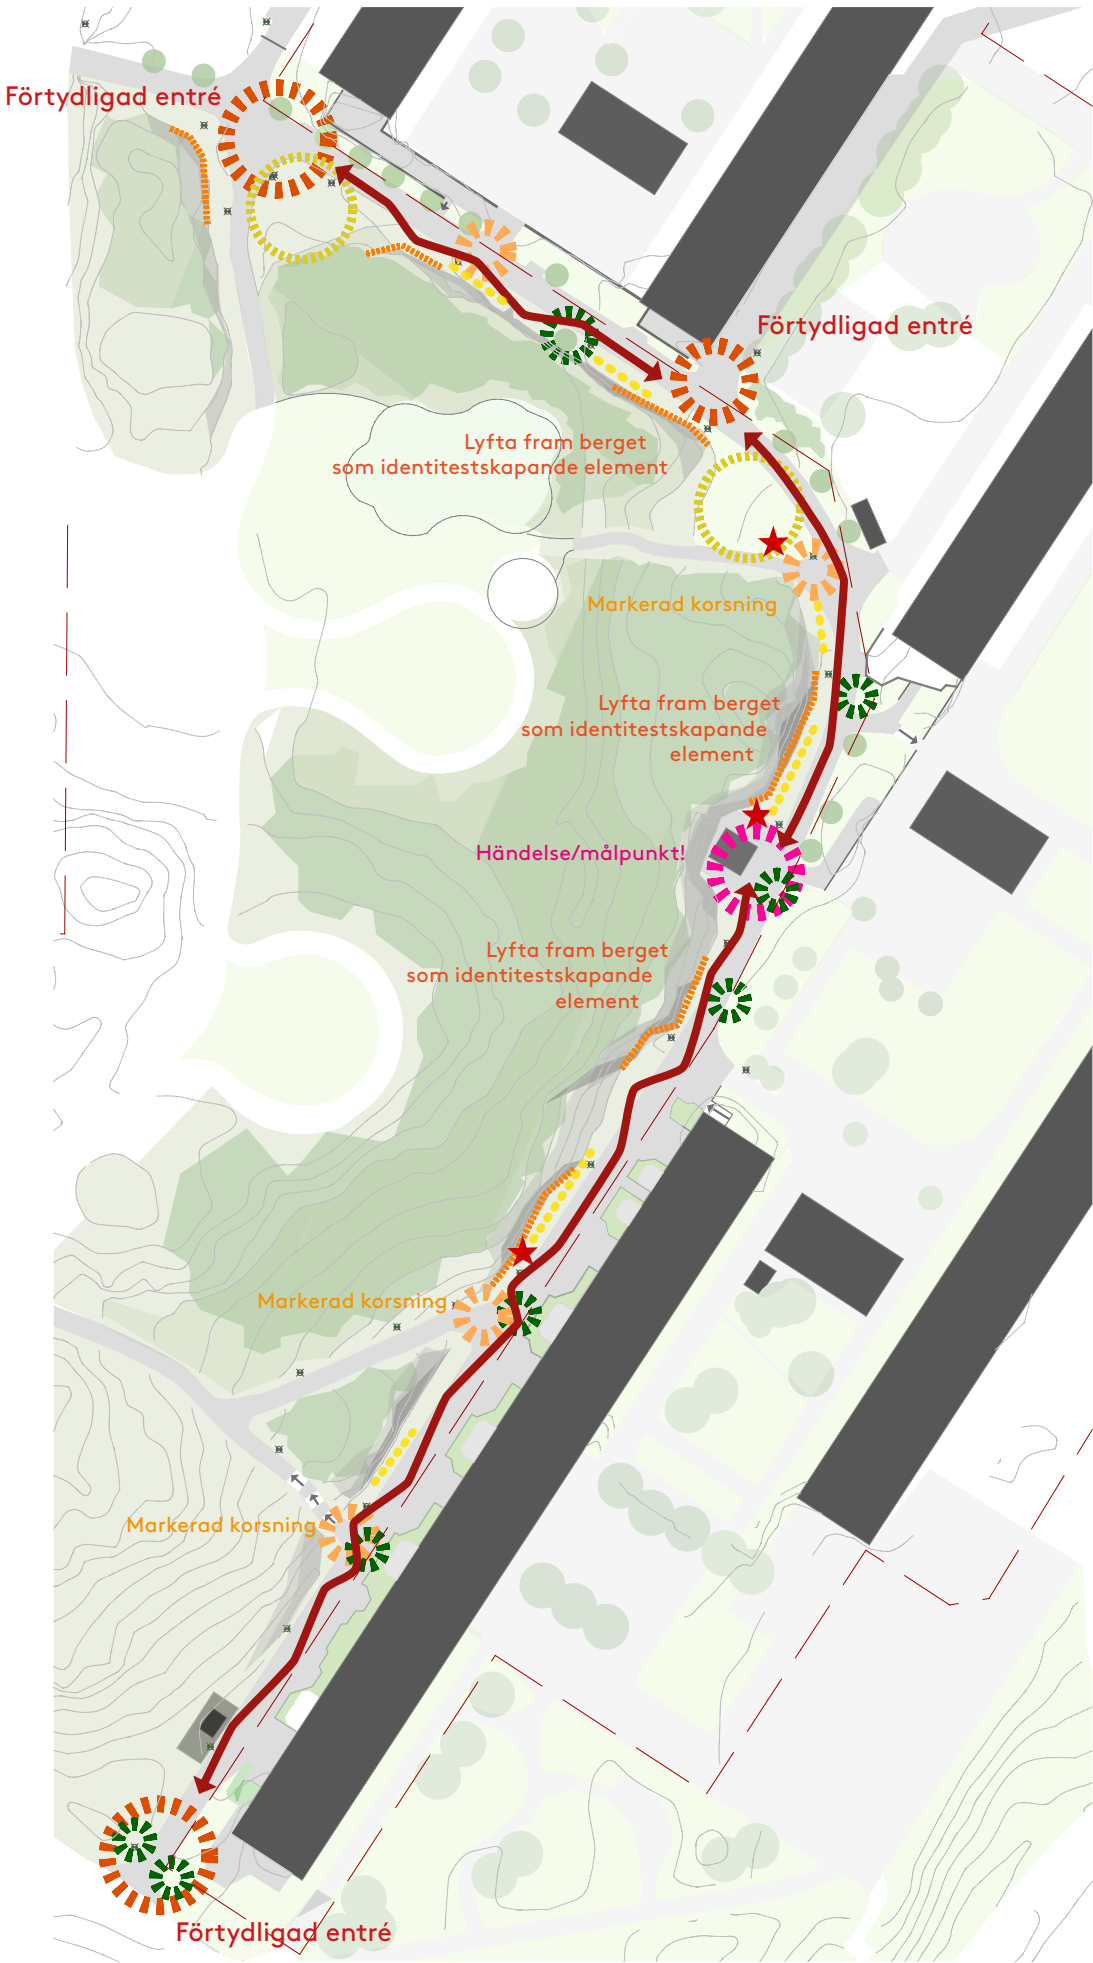 Förtydligad entré
Förtydligad entré
Lyfta fram berget
som identitestskapande element
Markerad korsning
Lyfta fram berget
som identitestskapande
element
Händelse/målpunkt!
Lyfta fram berget
som identitestskapande
element
Markerad korsning
Markerad korsning
Förtydligad entré